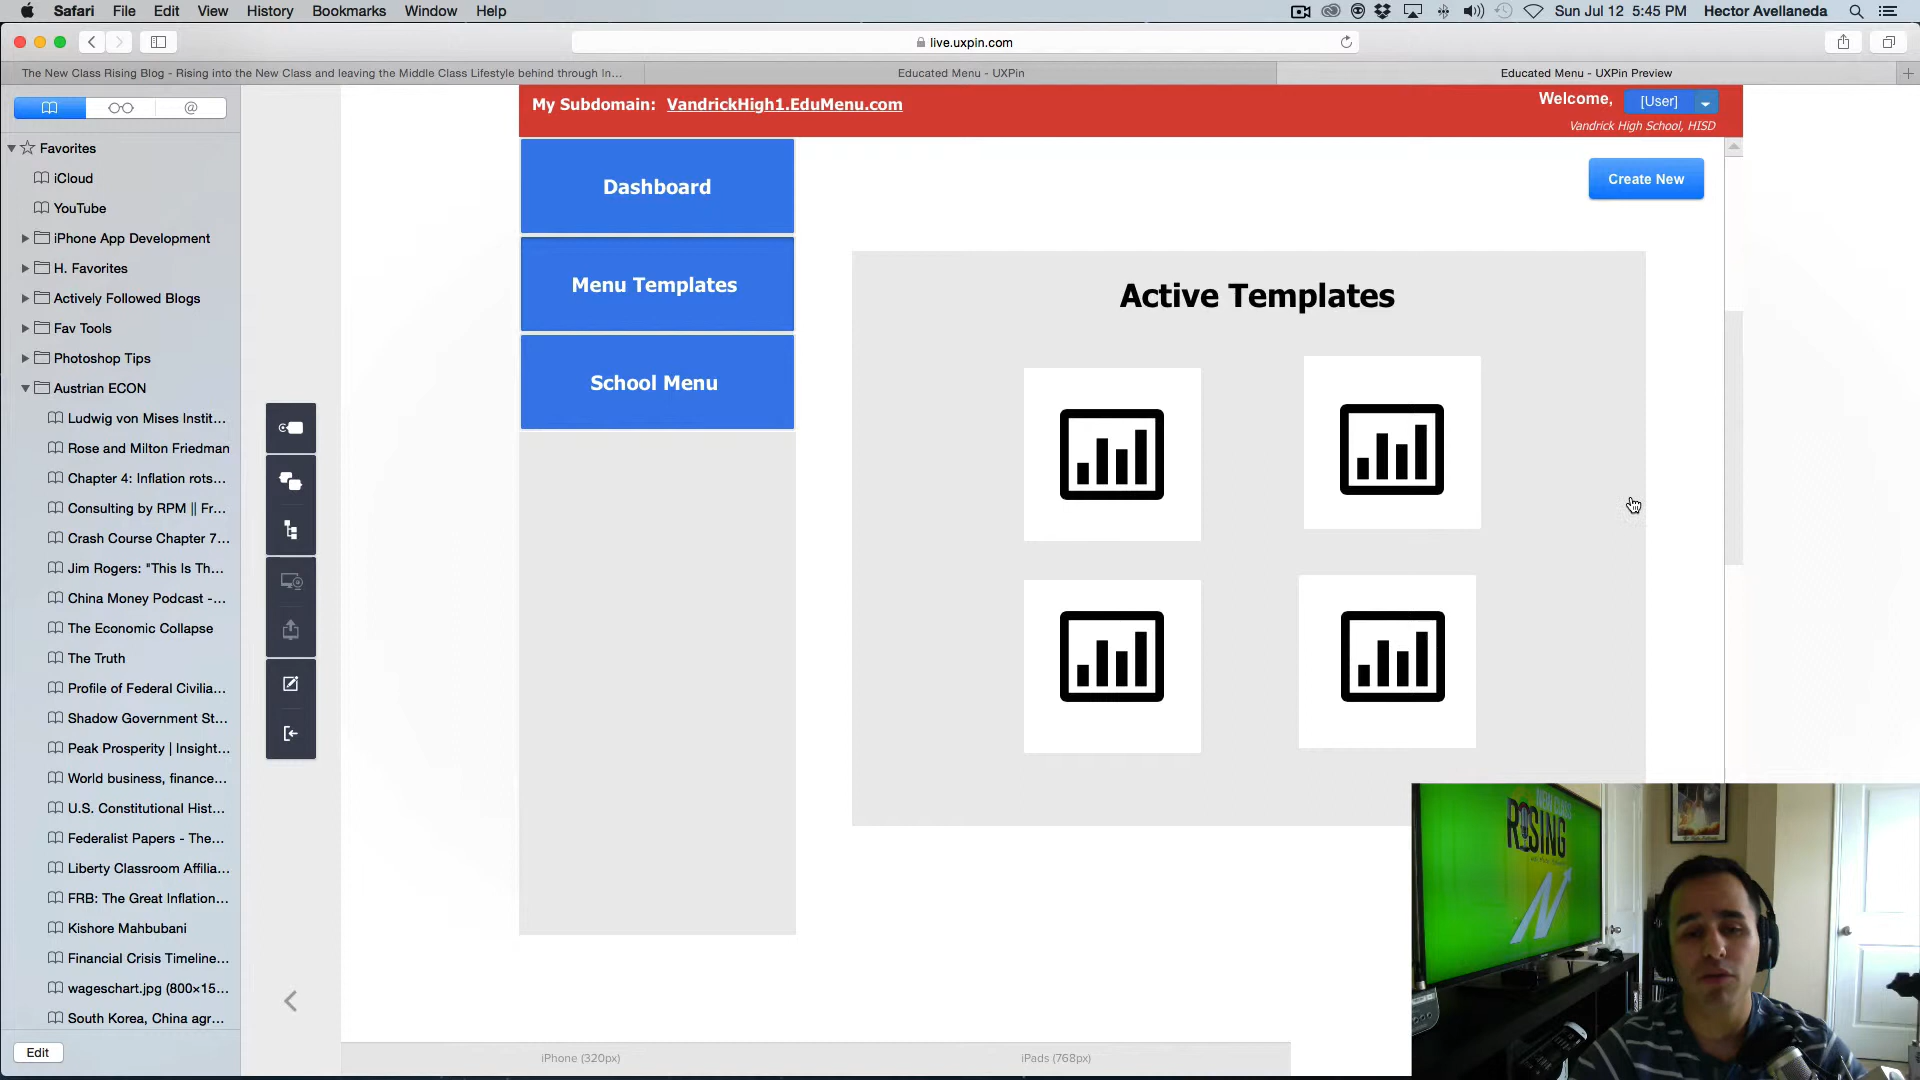 Safari File Edit View History Bookmarks Window Help
Sun Jul 12 5:45 PM Hector Avellaneda
live.uxpin.com
The New Class Rising Blog - Rising into the New Class and leaving the Middle Class Lifestyle behind through In...
Educated Menu - UXPin
Educated Menu - UXPin Preview
@
Favorites
iCloud
YouTube
iPhone App Development
H. Favorites
Actively Followed Blogs
Fav Tools
Photoshop Tips
Austrian ECON
Ludwig von Mises Instit...
Rose and Milton Friedman
Chapter 4: Inflation rots...
Consulting by RPM || Fr...
Crash Course Chapter 7...
Jim Rogers: "This Is Th...
China Money Podcast -...
The Economic Collapse
The Truth
Profile of Federal Civilia...
Shadow Government St...
Peak Prosperity | Insight...
World business, finance...
U.S. Constitutional Hist...
Federalist Papers - The...
Liberty Classroom Affilia...
FRB: The Great Inflation...
Kishore Mahbubani
Financial Crisis Timeline...
wageschart.jpg (800×15...
South Korea, China agr...
Edit
My Subdomain: VandrickHigh1.EduMenu.com
Welcome, [User]
Vandrick High School, HISD
Dashboard
Menu Templates
School Menu
Create New
Active Templates
NEW CLASS
RISING
iPhone (320px)
iPads (768px)